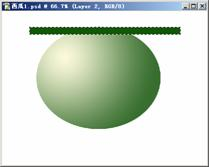 西瓜1.psd @ 66.7% (Layer 2, RGB/8)